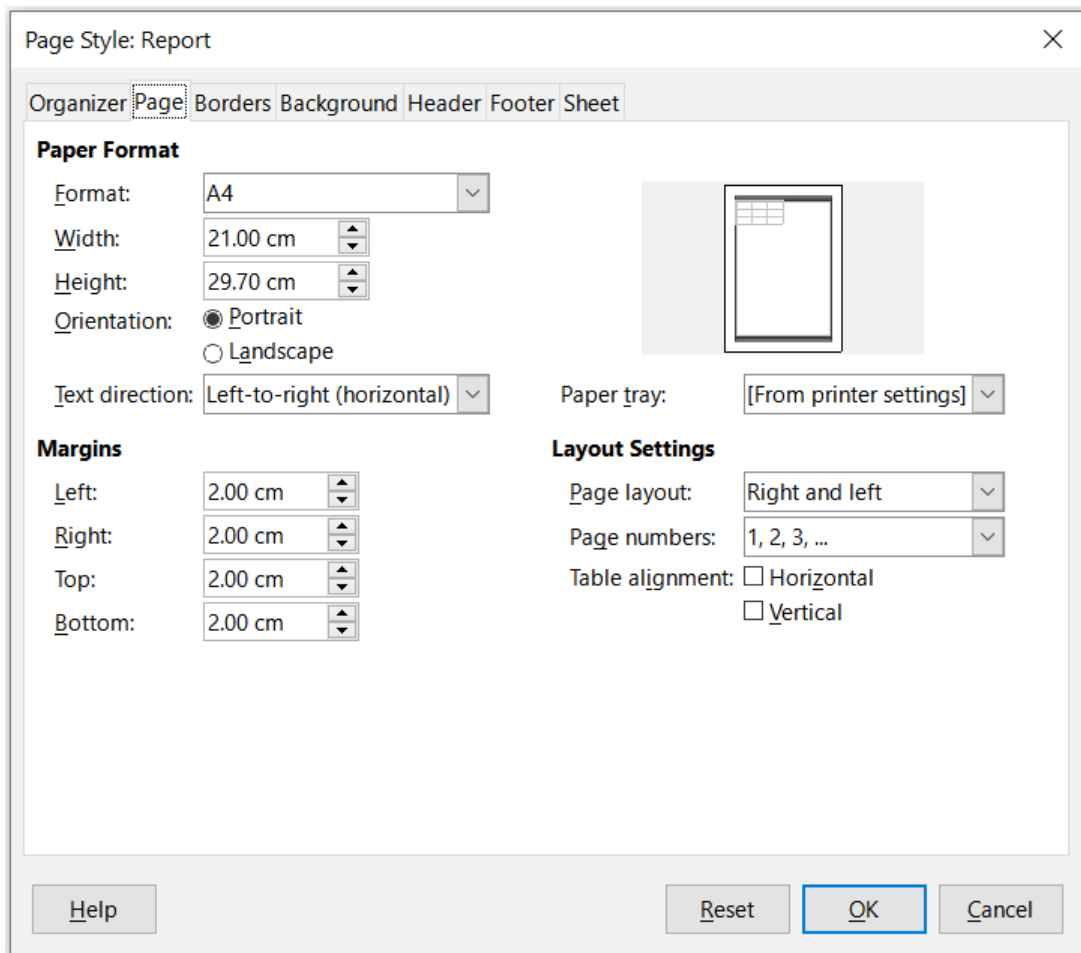 Page Style: Report
Organizer Page Borders Background Header Footer Sheet
Paper Format
Format: A4
Width: 21.00 cm
Height: 29.70 cm
Orientation: Portrait
Landscape
Text direction: Left-to-right (horizontal) Paper tray: [From printer settings]
Margins
Left: 2.00 cm
Right: 2.00 cm
Top: 2.00 cm
Bottom: 2.00 cm
Layout Settings
Page layout: Right and left
Page numbers: 1, 2, 3, ...
Table alignment: Horizontal
Vertical
Help Reset OK Cancel